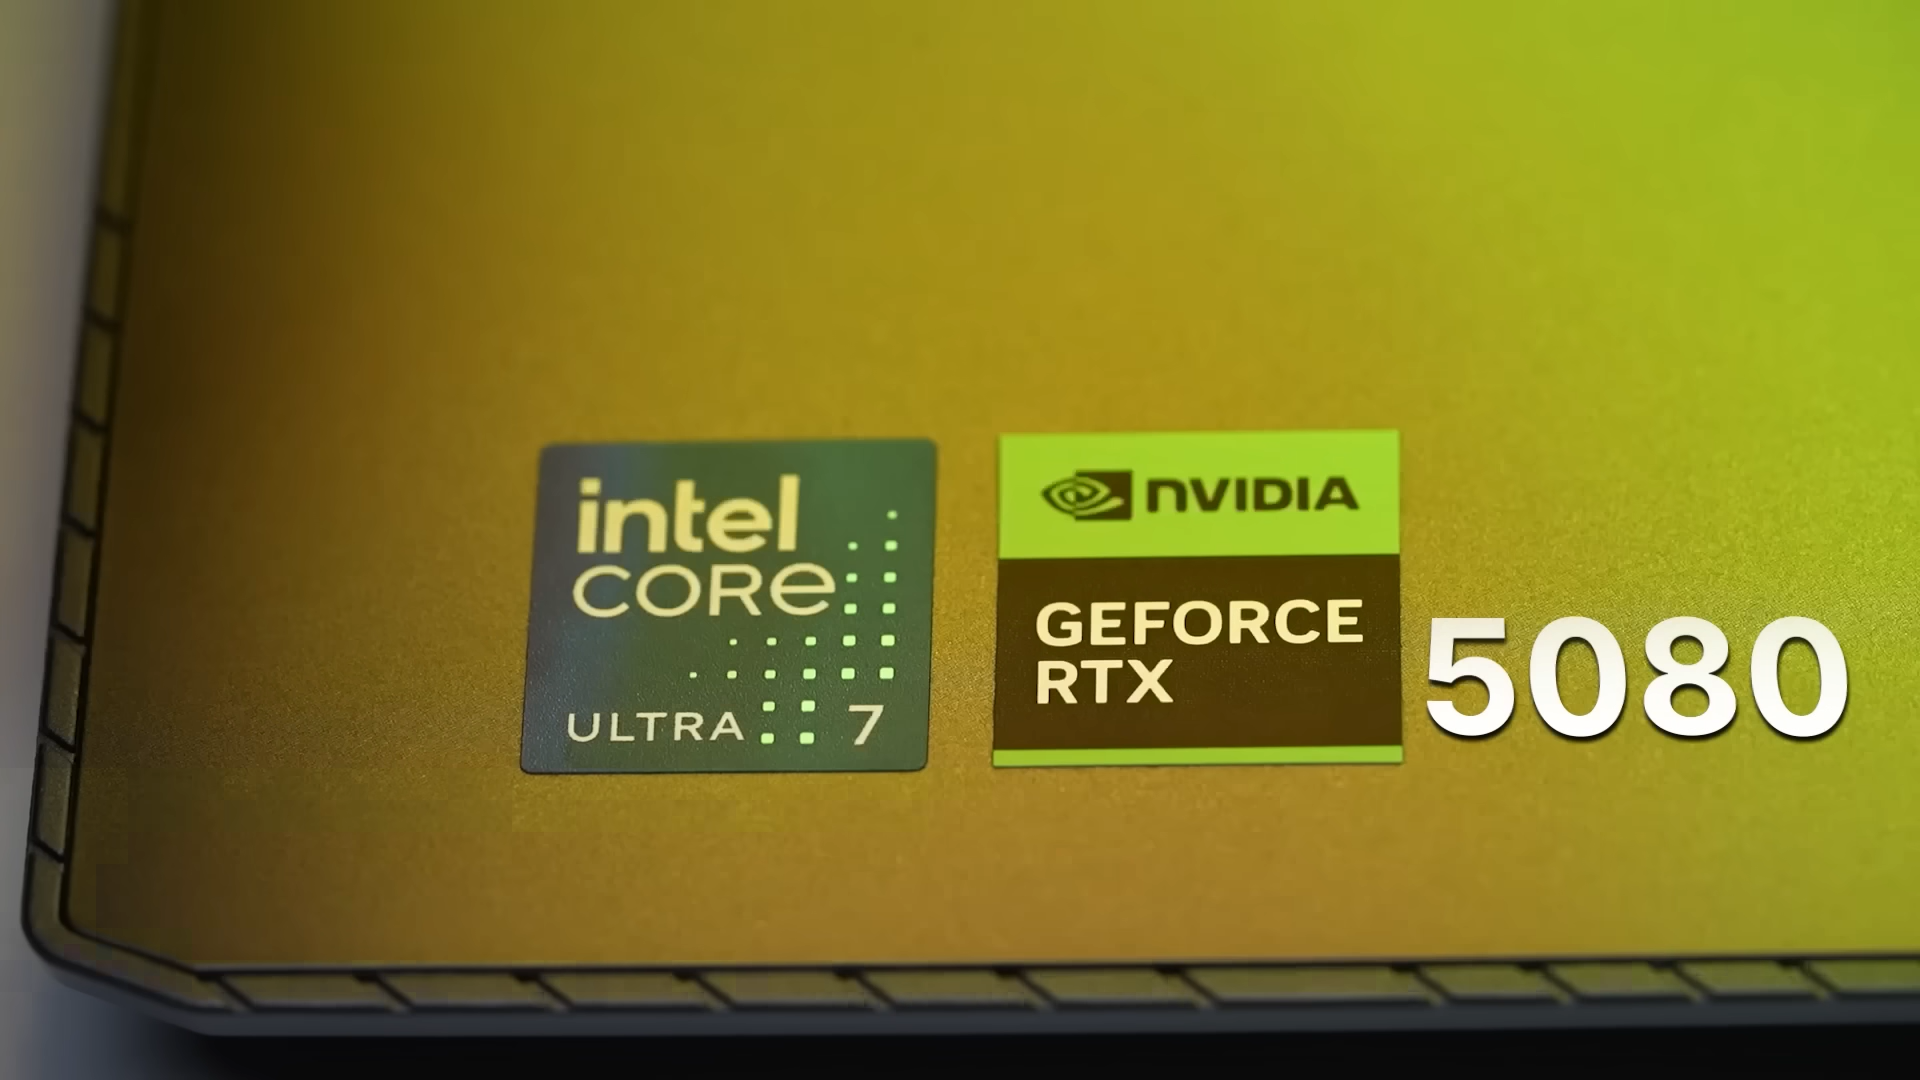 intel
CORE
ULTRA 7
NVIDIA
GEFORCE
RTX
5080